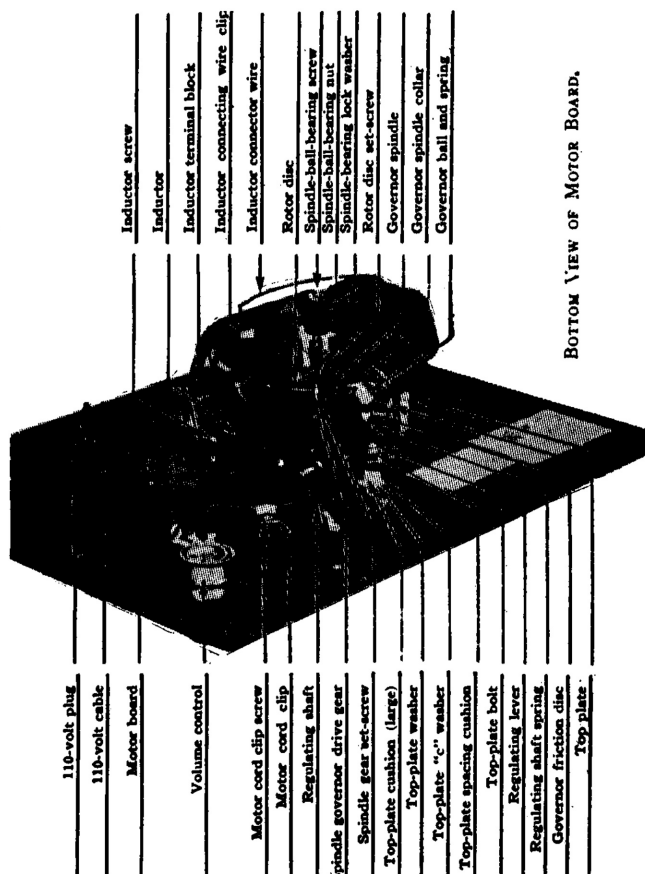 Inductor screw
Inductor
Inductor terminal block
Inductor connecting wire clip
Inductor connector wire
Rotor disc
Spindle-ball-bearing screw
Spindle-ball-bearing nut
Spindle-bearing lock washer
Rotor disc set-screw
Governor spindle
Governor spindle collar
Governor ball and spring
110-volt plug
110-volt cable
Motor board
Volume control
Motor cord clip screw
Motor cord clip
Regulating shaft
pindle governor drive gear
Spindle gear set-screw
Top-plate cushion (large)
Top-plate washer
Top-plate "c" washer
Top-plate spacing cushion
Top-plate bolt
Regulating lever
Regulating shaft spring
Governor friction disc
Top plate
BOTTOM VIEW OF MOTOR BOARD.